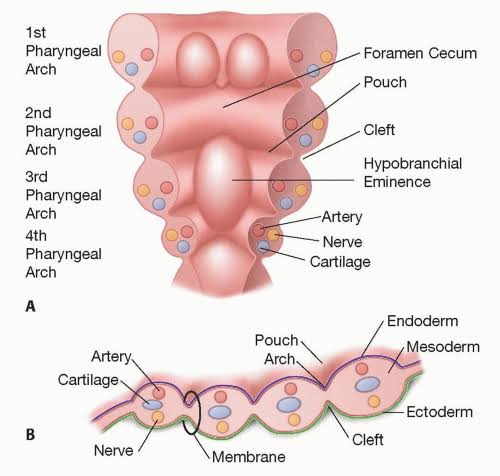 1st
Pharyngeal
Arch
2nd
Pharyngeal
Arch
3rd
Pharyngeal
Arch
4th
Pharyngeal
Arch
Foramen Cecum
Pouch
Cleft
Hypobranchial
Eminence
Artery
Nerve
Cartilage
A
Artery
Cartilage
Nerve
Membrane
Pouch
Arch
Endoderm
Mesoderm
Ectoderm
Cleft
B